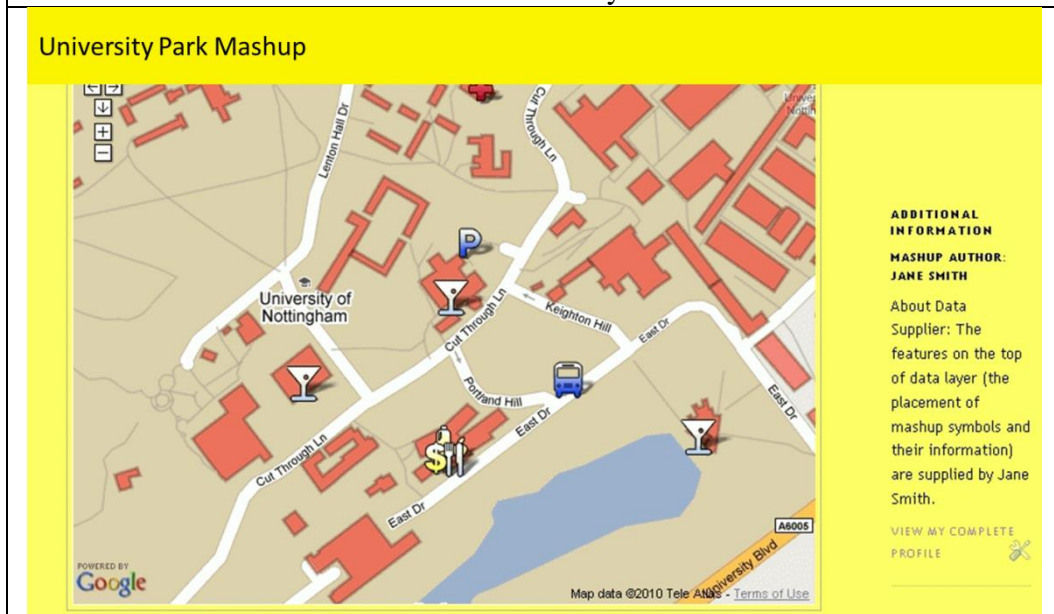 University Park Mashup
Lenton Hall Dr
Cut Through Ln
P
University of
Nottingham
Cut Through Ln
Keighton Hill
East Dr
Portland Hill
East Dr
East Dr
$
Cut Through Ln
East Dr
A6005
University Blvd
POWERED BY
Google
Map data ©2010 Tele Atlas - Terms of Use
ADDITIONAL
INFORMATION
MASHUP AUTHOR:
JANE SMITH
About Data
Supplier: The
features on the top
of data layer (the
placement of
mashup symbols and
their information)
are supplied by Jane
Smith.
VIEW MY COMPLETE
PROFILE